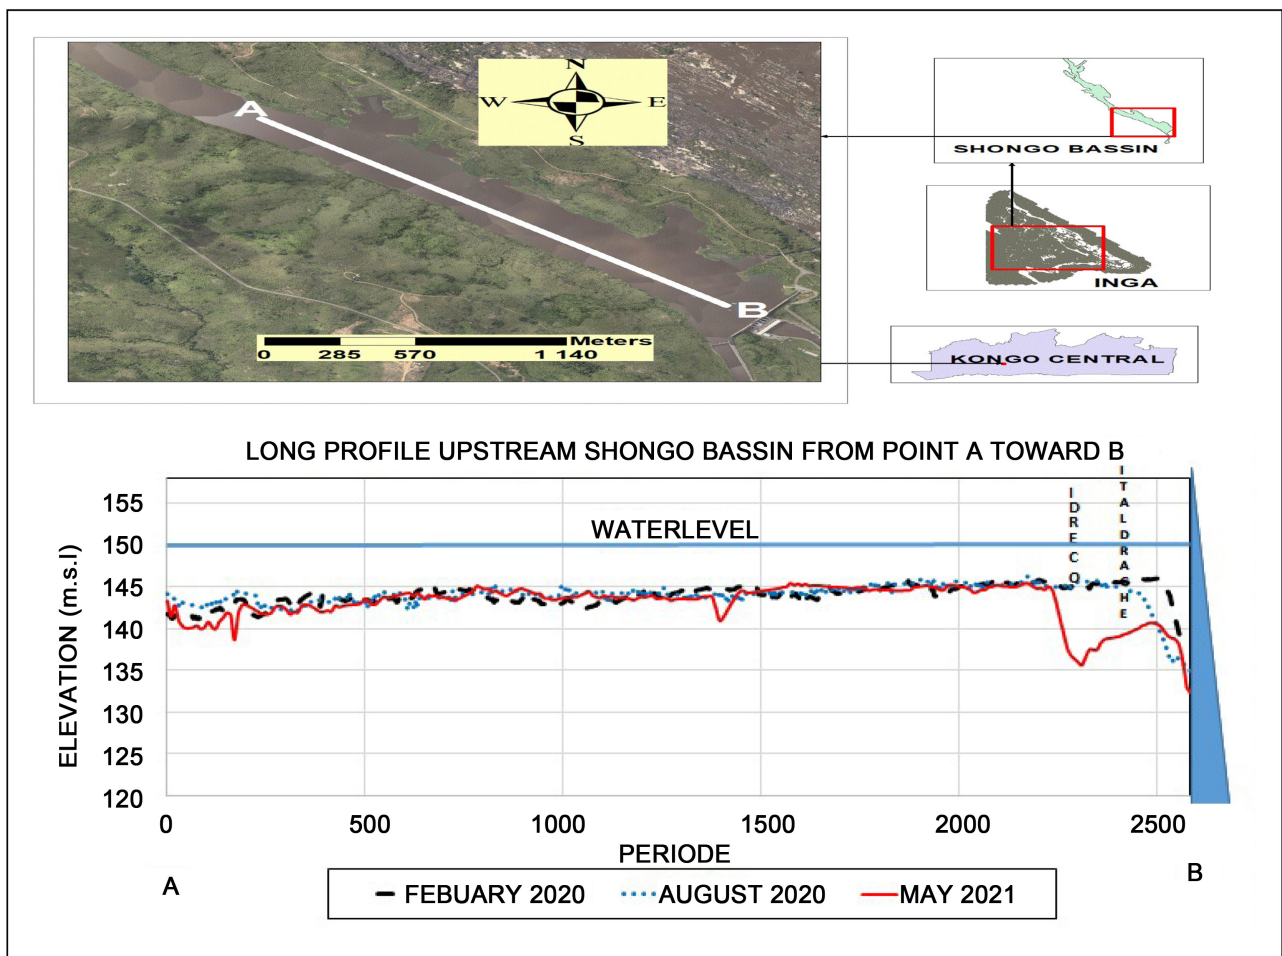 N
W E
S
A
B
Meters
0 285 570 1 140
SHONGO BASSIN
INGA
KONGO CENTRAL
LONG PROFILE UPSTREAM SHONGO BASSIN FROM POINT A TOWARD B
WATERLEVEL
IDRECO
ITALDRAGHE
ELEVATION (m.s.l)
155
150
145
140
135
130
125
120
0 500 1000 1500 2000 2500
PERIODE
A B
FEBUARY 2020 AUGUST 2020 MAY 2021